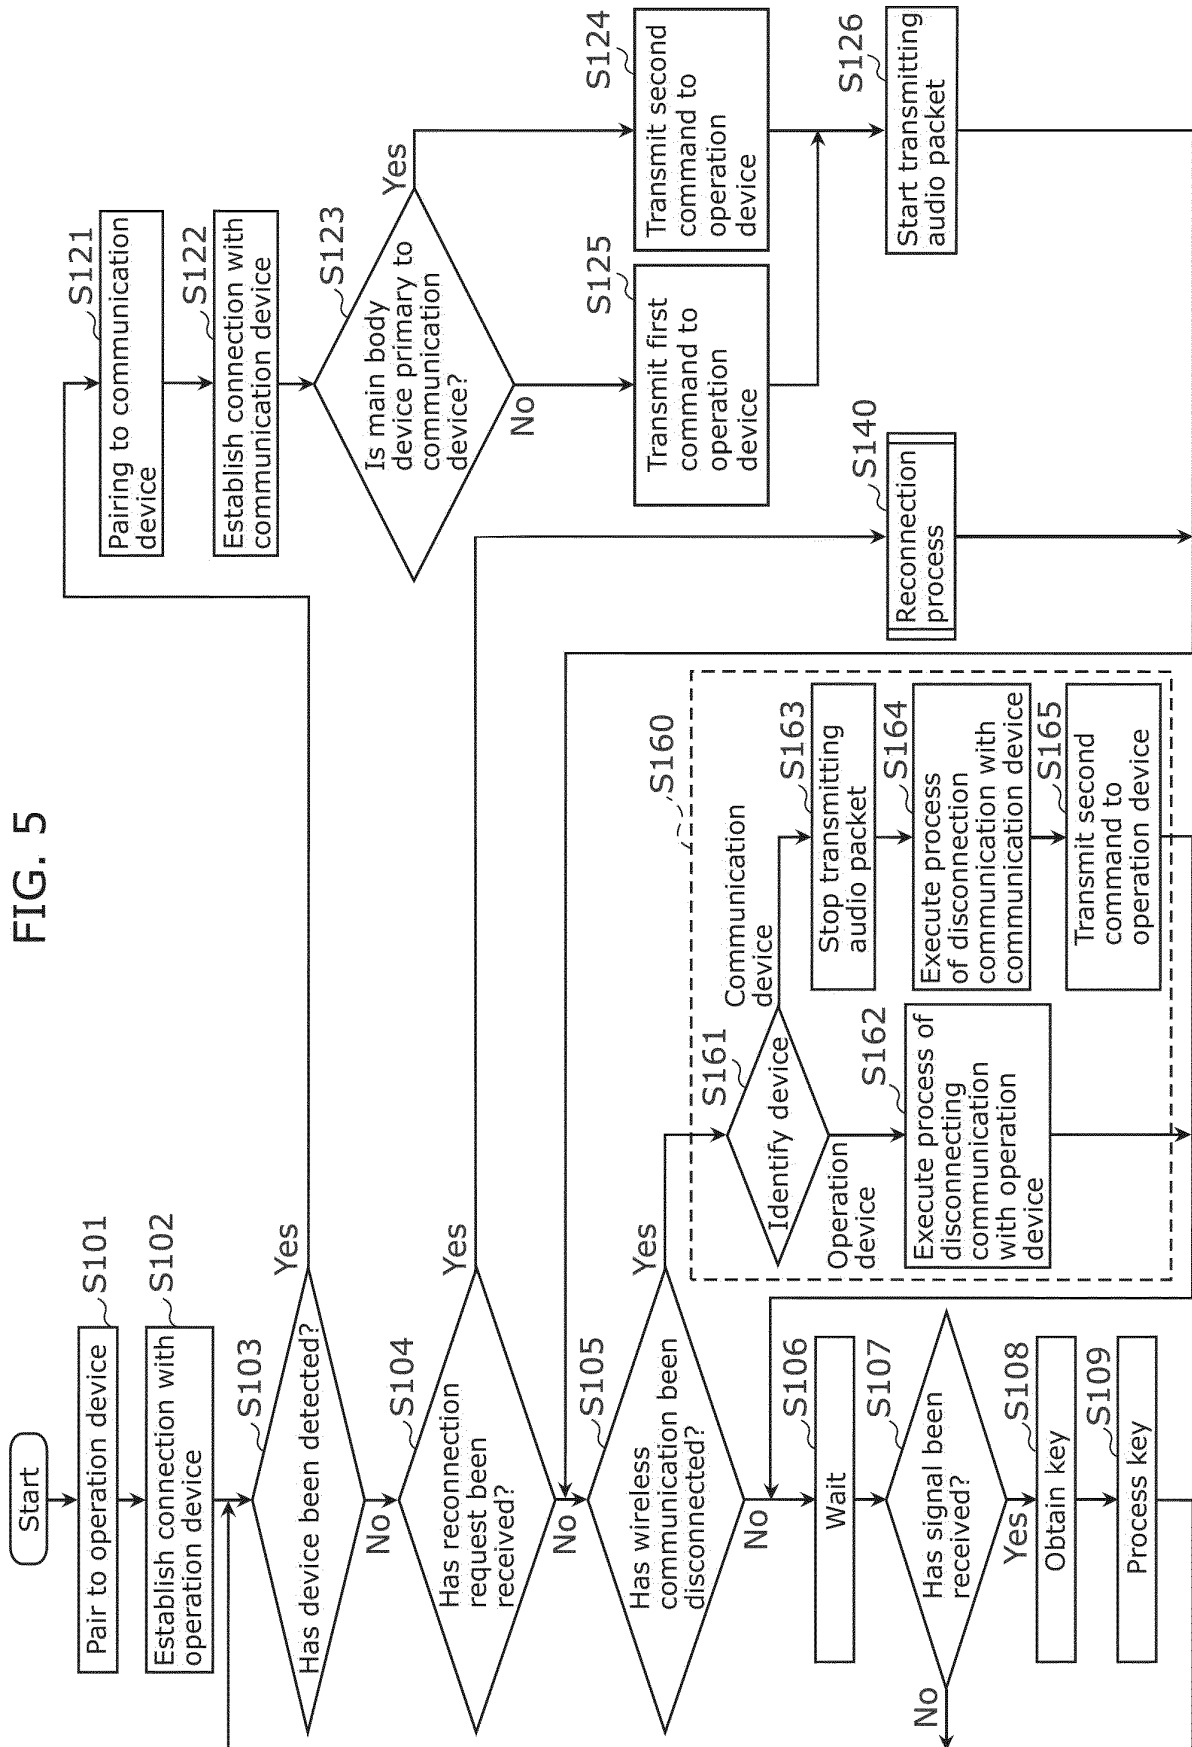 FIG. 5
Start
S101
Pair to operation device
S102
Establish connection with
operation device
S103
Has device been detected?
Yes
No
S104
Has reconnection
request been
received?
Yes
No
S105
Has wireless
communication been
disconnected?
Yes
No
S106
Wait
S107
Has signal been
received?
No
Yes
S108
Obtain key
S109
Process key
S160
S161
Identify device
Communication
device
Operation
device
S162
Execute process of
disconnecting
communication
with operation
device
S163
Stop transmitting
audio packet
S164
Execute process
of disconnection
communication with
communication device
S165
Transmit second
command to
operation device
S121
Pairing to communication
device
S122
Establish connection with
communication device
S123
Is main body
device primary to
communication
device?
Yes
No
S125
Transmit first
command to
operation
device
S124
Transmit second
command to
operation
device
S126
Start transmitting
audio packet
S140
Reconnection
process